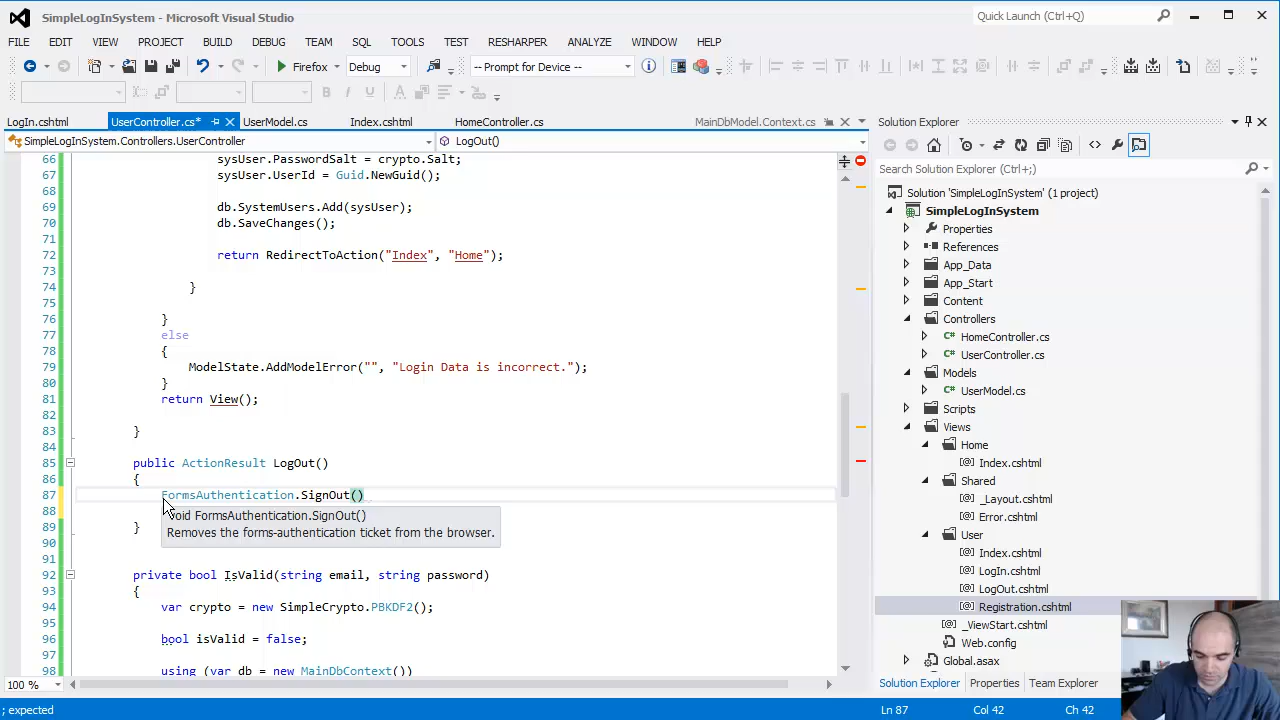 SimpleLogInSystem - Microsoft Visual Studio
Quick Launch (Ctrl+Q)
FILE EDIT VIEW PROJECT BUILD DEBUG TEAM SQL TOOLS TEST RESHARPER ANALYZE WINDOW HELP
Firefox Debug -- Prompt for Device --
B I U A
LogIn.cshtml UserController.cs* UserModel.cs Index.cshtml HomeController.cs MainDbModel.Context.cs
SimpleLogInSystem.Controllers.UserController LogOut()
66 sysUser.PasswordSalt = crypto.Salt;
67 sysUser.UserId = Guid.NewGuid();
68
69 db.SystemUsers.Add(sysUser);
70 db.SaveChanges();
71
72 return RedirectToAction("Index", "Home");
73
74 }
75
76 }
77 else
78 {
79 ModelState.AddModelError("", "Login Data is incorrect.");
80 }
81 return View();
82
83 }
84
85 public ActionResult LogOut()
86 {
87 FormsAuthentication.SignOut()
88 void FormsAuthentication.SignOut()
Removes the forms-authentication ticket from the browser.
89 }
90
91
92 private bool IsValid(string email, string password)
93 {
94 var crypto = new SimpleCrypto.PBKDF2();
95
96 bool isValid = false;
97
98 using (var db = new MainDbContext())
100 %
Solution Explorer
Search Solution Explorer (Ctrl+;)
Solution 'SimpleLogInSystem' (1 project)
SimpleLogInSystem
Properties
References
App_Data
App_Start
Content
Controllers
HomeController.cs
UserController.cs
Models
UserModel.cs
Scripts
Views
Home
Index.cshtml
Shared
_Layout.cshtml
Error.cshtml
User
Index.cshtml
LogIn.cshtml
LogOut.cshtml
Registration.cshtml
_ViewStart.cshtml
Web.config
Global.asax
Solution Explorer Properties Team Explorer
; expected Ln 87 Col 42 Ch 42